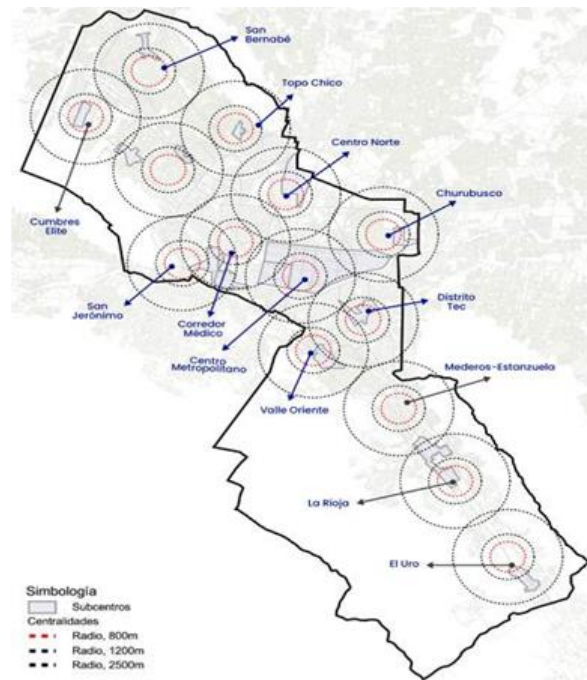 San
Bernabé
Topo Chico
Centro Norte
Churubusco
Cumbres
Elite
San
Jerónimo
Corredor
Médico
Distrito
Tec
Centro
Metropolitano
Valle Oriente
Mederos-Estanzuela
La Rioja
El Uro
Simbología
Subcentros
Centralidades
Radio, 800m
Radio, 1200m
Radio, 2500m